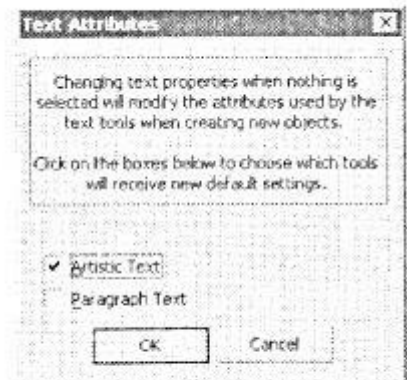 Text Attributes
Changing text properties when nothing is
selected will modify the attributes used by the
text tools when creating new objects.
Click on the boxes below to choose which tools
will receive new default settings.
Artistic Text
Paragraph Text
OK
Cancel